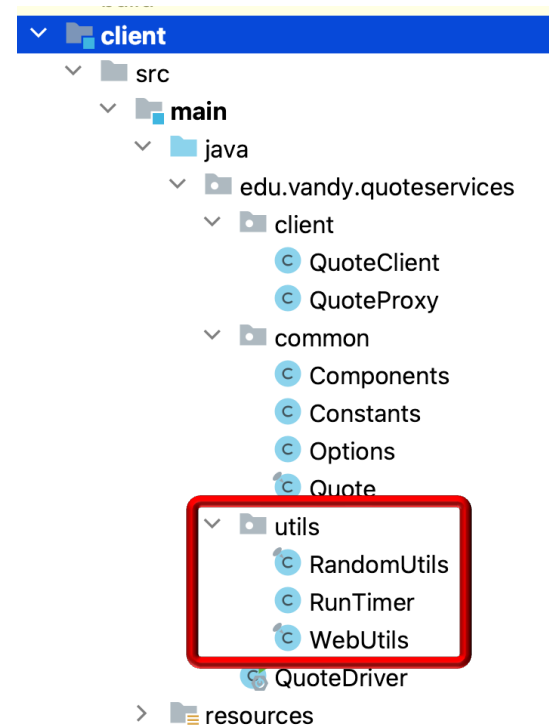 client
src
main
java
edu.vandy.quoteservices
client
QuoteClient
QuoteProxy
common
Components
Constants
Options
Quote
utils
RandomUtils
RunTimer
WebUtils
QuoteDriver
resources